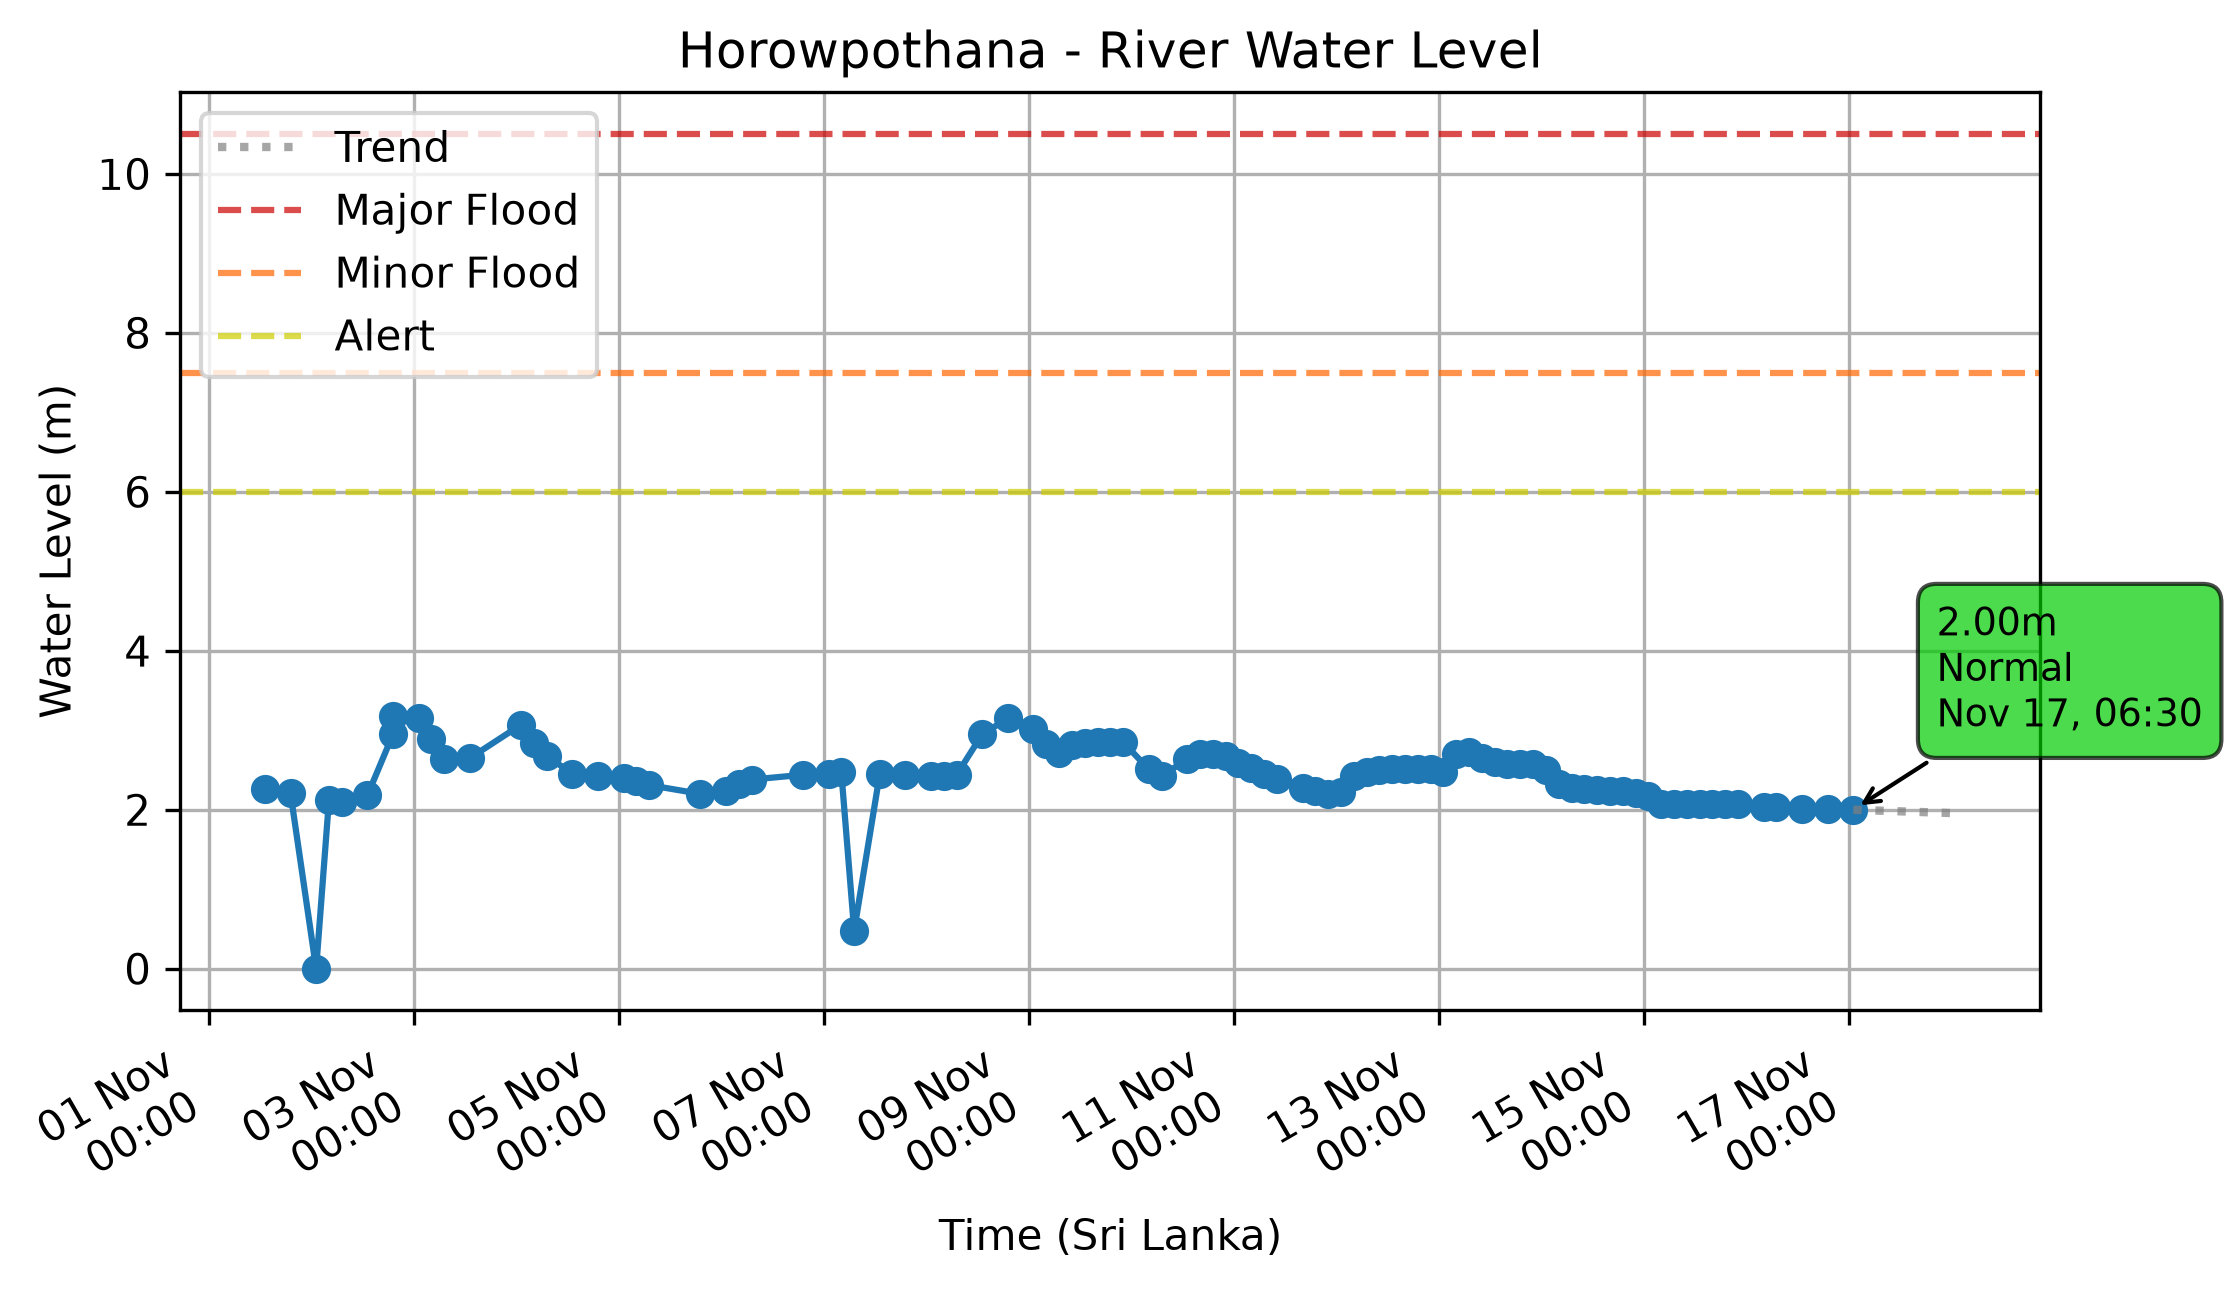 Horowpothana - River Water Level
Trend
Major Flood
Minor Flood
Alert
10
8
6
4
2
0
Water Level (m)
2.00m
Normal
Nov 17, 06:30
01 Nov
00:00
03 Nov
00:00
05 Nov
00:00
07 Nov
00:00
09 Nov
00:00
11 Nov
00:00
13 Nov
00:00
15 Nov
00:00
17 Nov
00:00
Time (Sri Lanka)